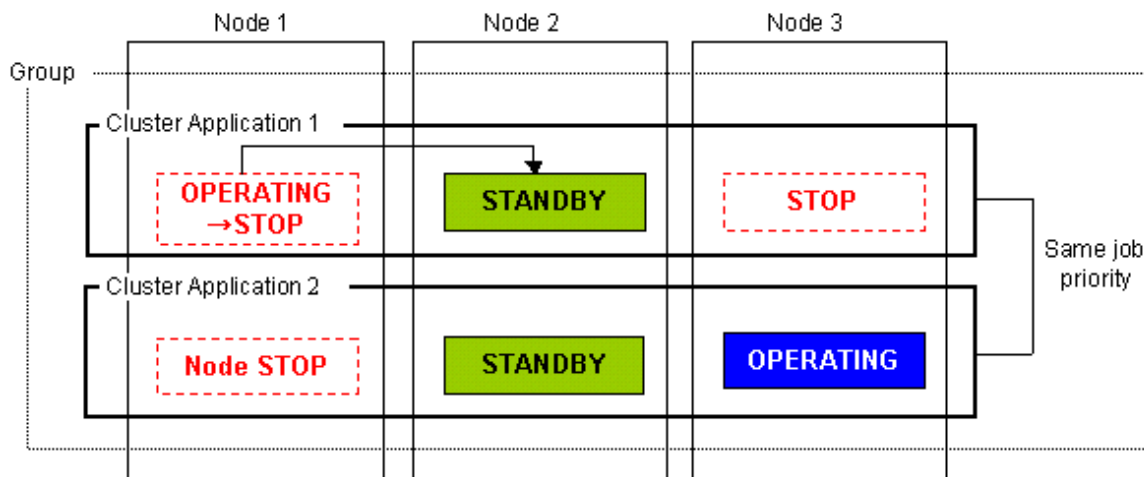 Node 1
Node 2
Node 3
Group
Cluster Application 1
OPERATING
→STOP
STANDBY
STOP
Same job
priority
Cluster Application 2
Node STOP
STANDBY
OPERATING